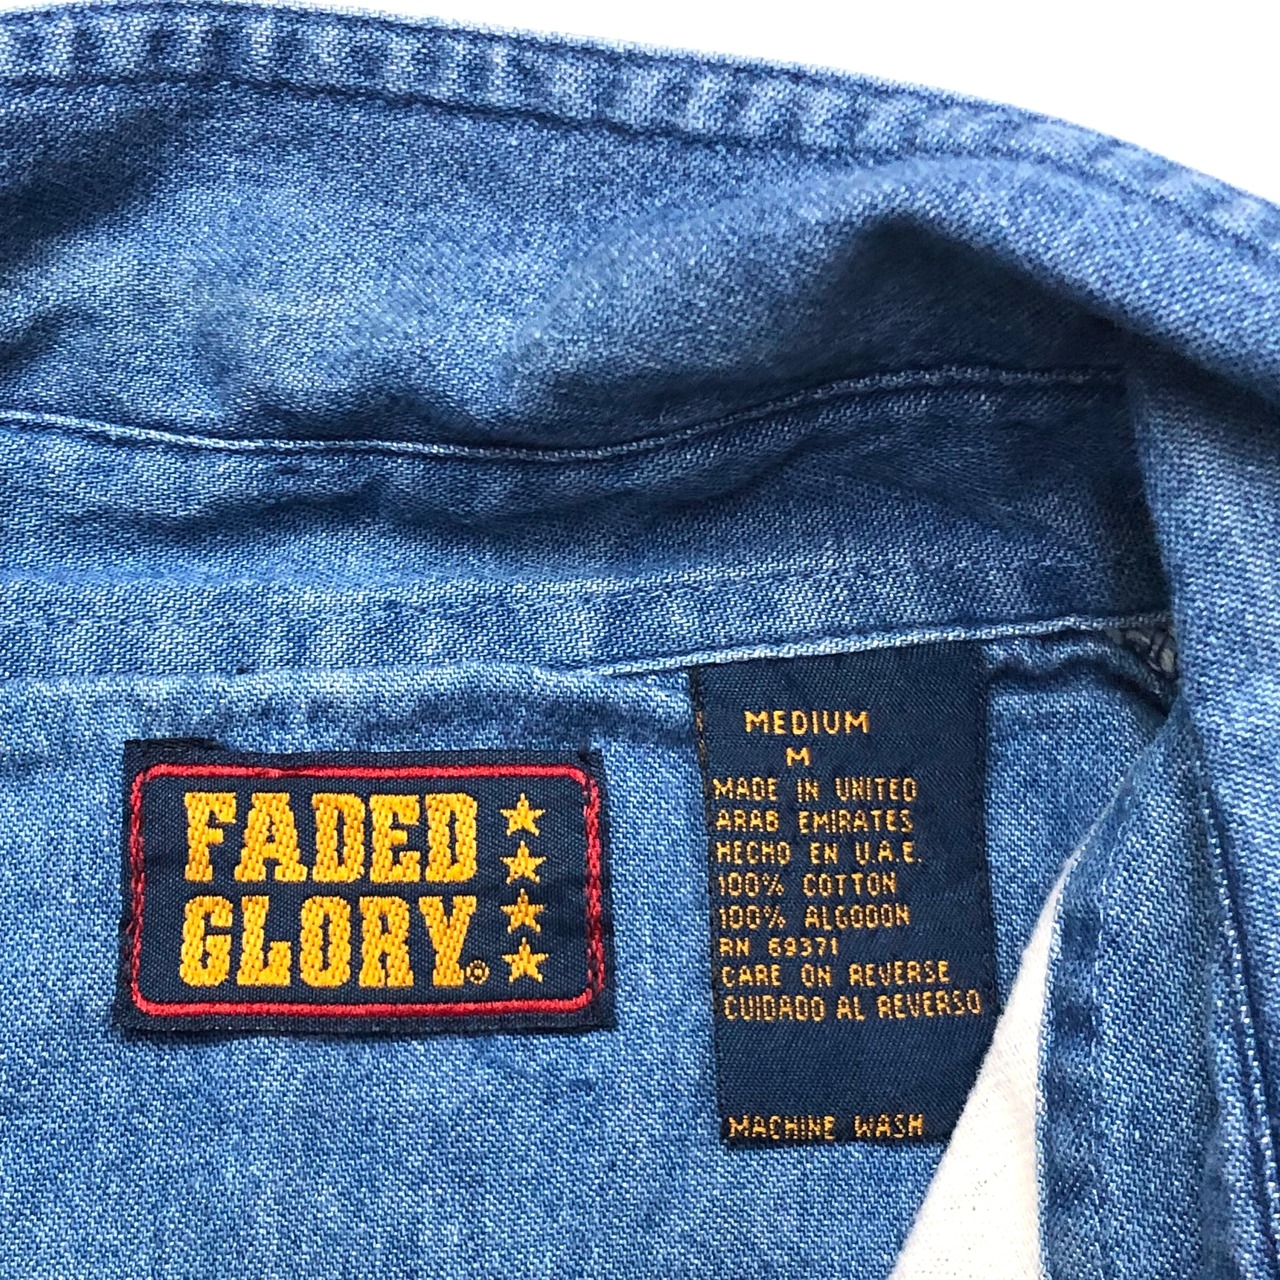 FADED
GLORY®
MEDIUM
M
MADE IN UNITED
ARAB EMIRATES
HECHO EN U.A.E.
100% COTTON
100% ALGODON
RN 69371
CARE ON REVERSE
CUIDADO AL REVERSO
MACHINE WASH